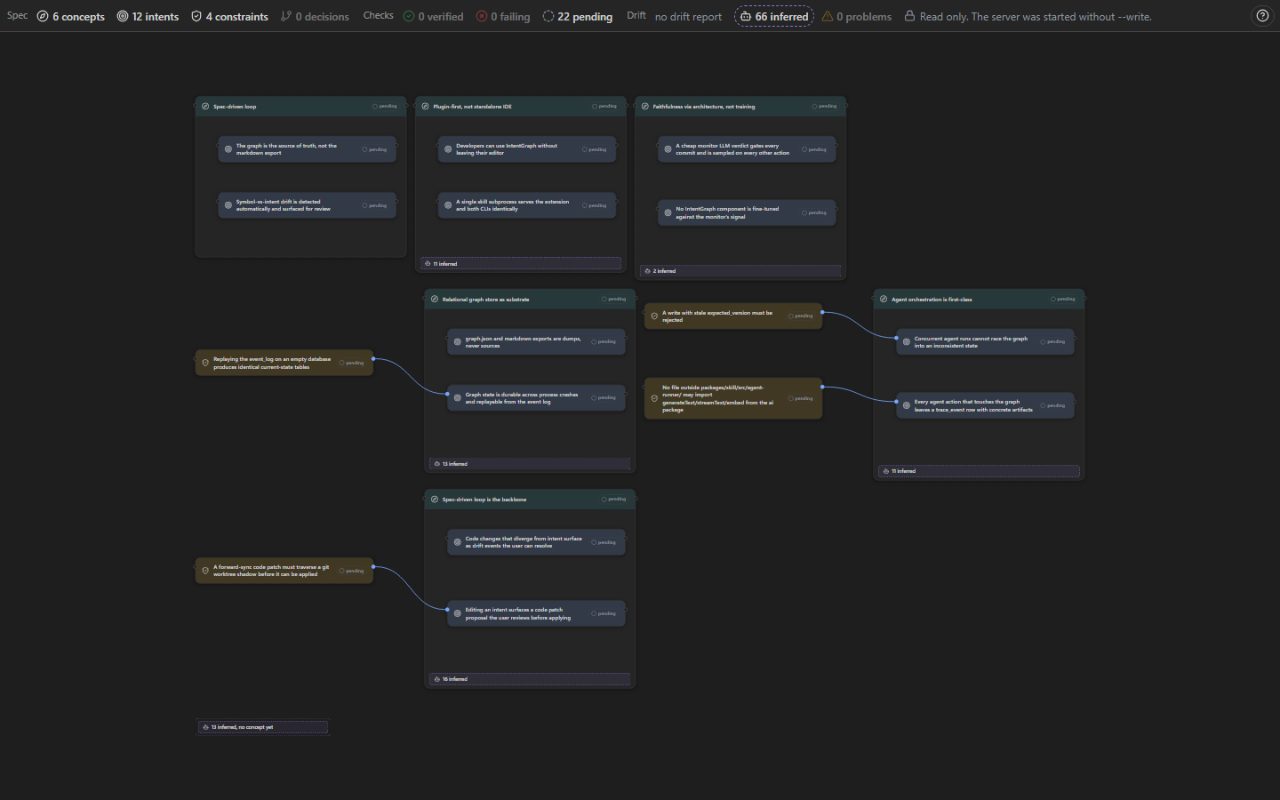 Spec 6 concepts 12 intents 4 constraints 0 decisions Checks 0 verified 0 failing 22 pending Drift no drift report 66 inferred 0 problems Read only. The server was started without --write.
Spec-driven loop pending
The graph is the source of truth, not the
markdown export pending
Symbol-vs-intent drift is detected
automatically and surfaced for review pending
Plugin-first, not standalone IDE pending
Developers can use IntentGraph without
leaving their editor pending
A single skill subprocess serves the extension
and both CLIs identically pending
11 inferred
Faithfulness via architecture, not training pending
A cheap monitor LLM verdict gates every
commit and is sampled on every other action pending
No IntentGraph component is fine-tuned
against the monitor's signal pending
2 inferred
Replaying the event_log on an empty database
produces identical current-state tables pending
Relational graph store as substrate pending
graph.json and markdown exports are dumps,
never sources pending
Graph state is durable across process crashes
and replayable from the event log pending
13 inferred
A write with stale expected_version must be
rejected pending
No file outside packages/skill/src/agent-
runner/ may import
generateText/streamText/embed from the ai
package pending
Agent orchestration is first-class pending
Concurrent agent runs cannot race the graph
into an inconsistent state pending
Every agent action that touches the graph
leaves a trace_event row with concrete artifacts pending
11 inferred
A forward-sync code patch must traverse a git
worktree shadow before it can be applied pending
Spec-driven loop is the backbone pending
Code changes that diverge from intent surface
as drift events the user can resolve pending
Editing an intent surfaces a code patch
proposal the user reviews before applying pending
16 inferred
13 inferred, no concept yet